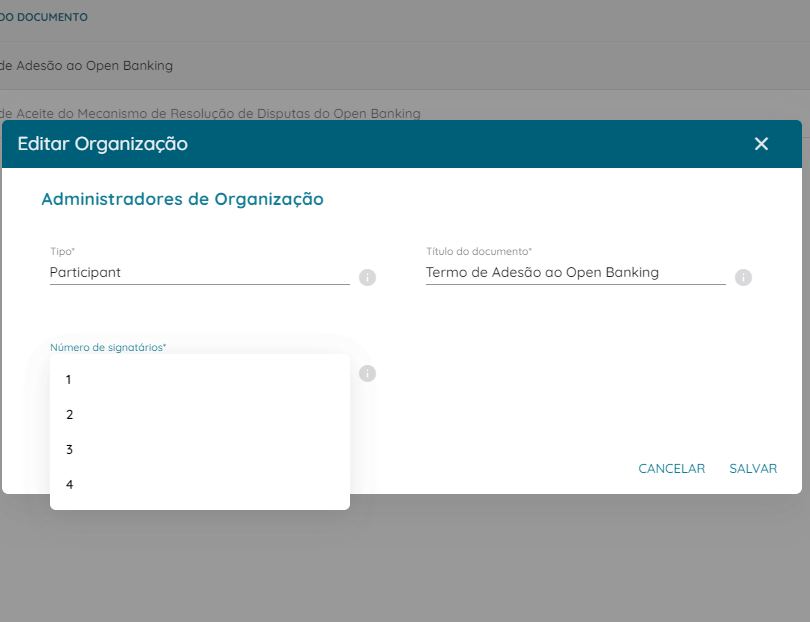 DO DOCUMENTO
de Adesão ao Open Banking
de Aceite do Mecanismo de Resolução de Disputas do Open Banking
Editar Organização
Administradores de Organização
Tipo*
Participant
Título do documento*
Termo de Adesão ao Open Banking
Número de signatários*
1
2
3
4
CANCELAR
SALVAR